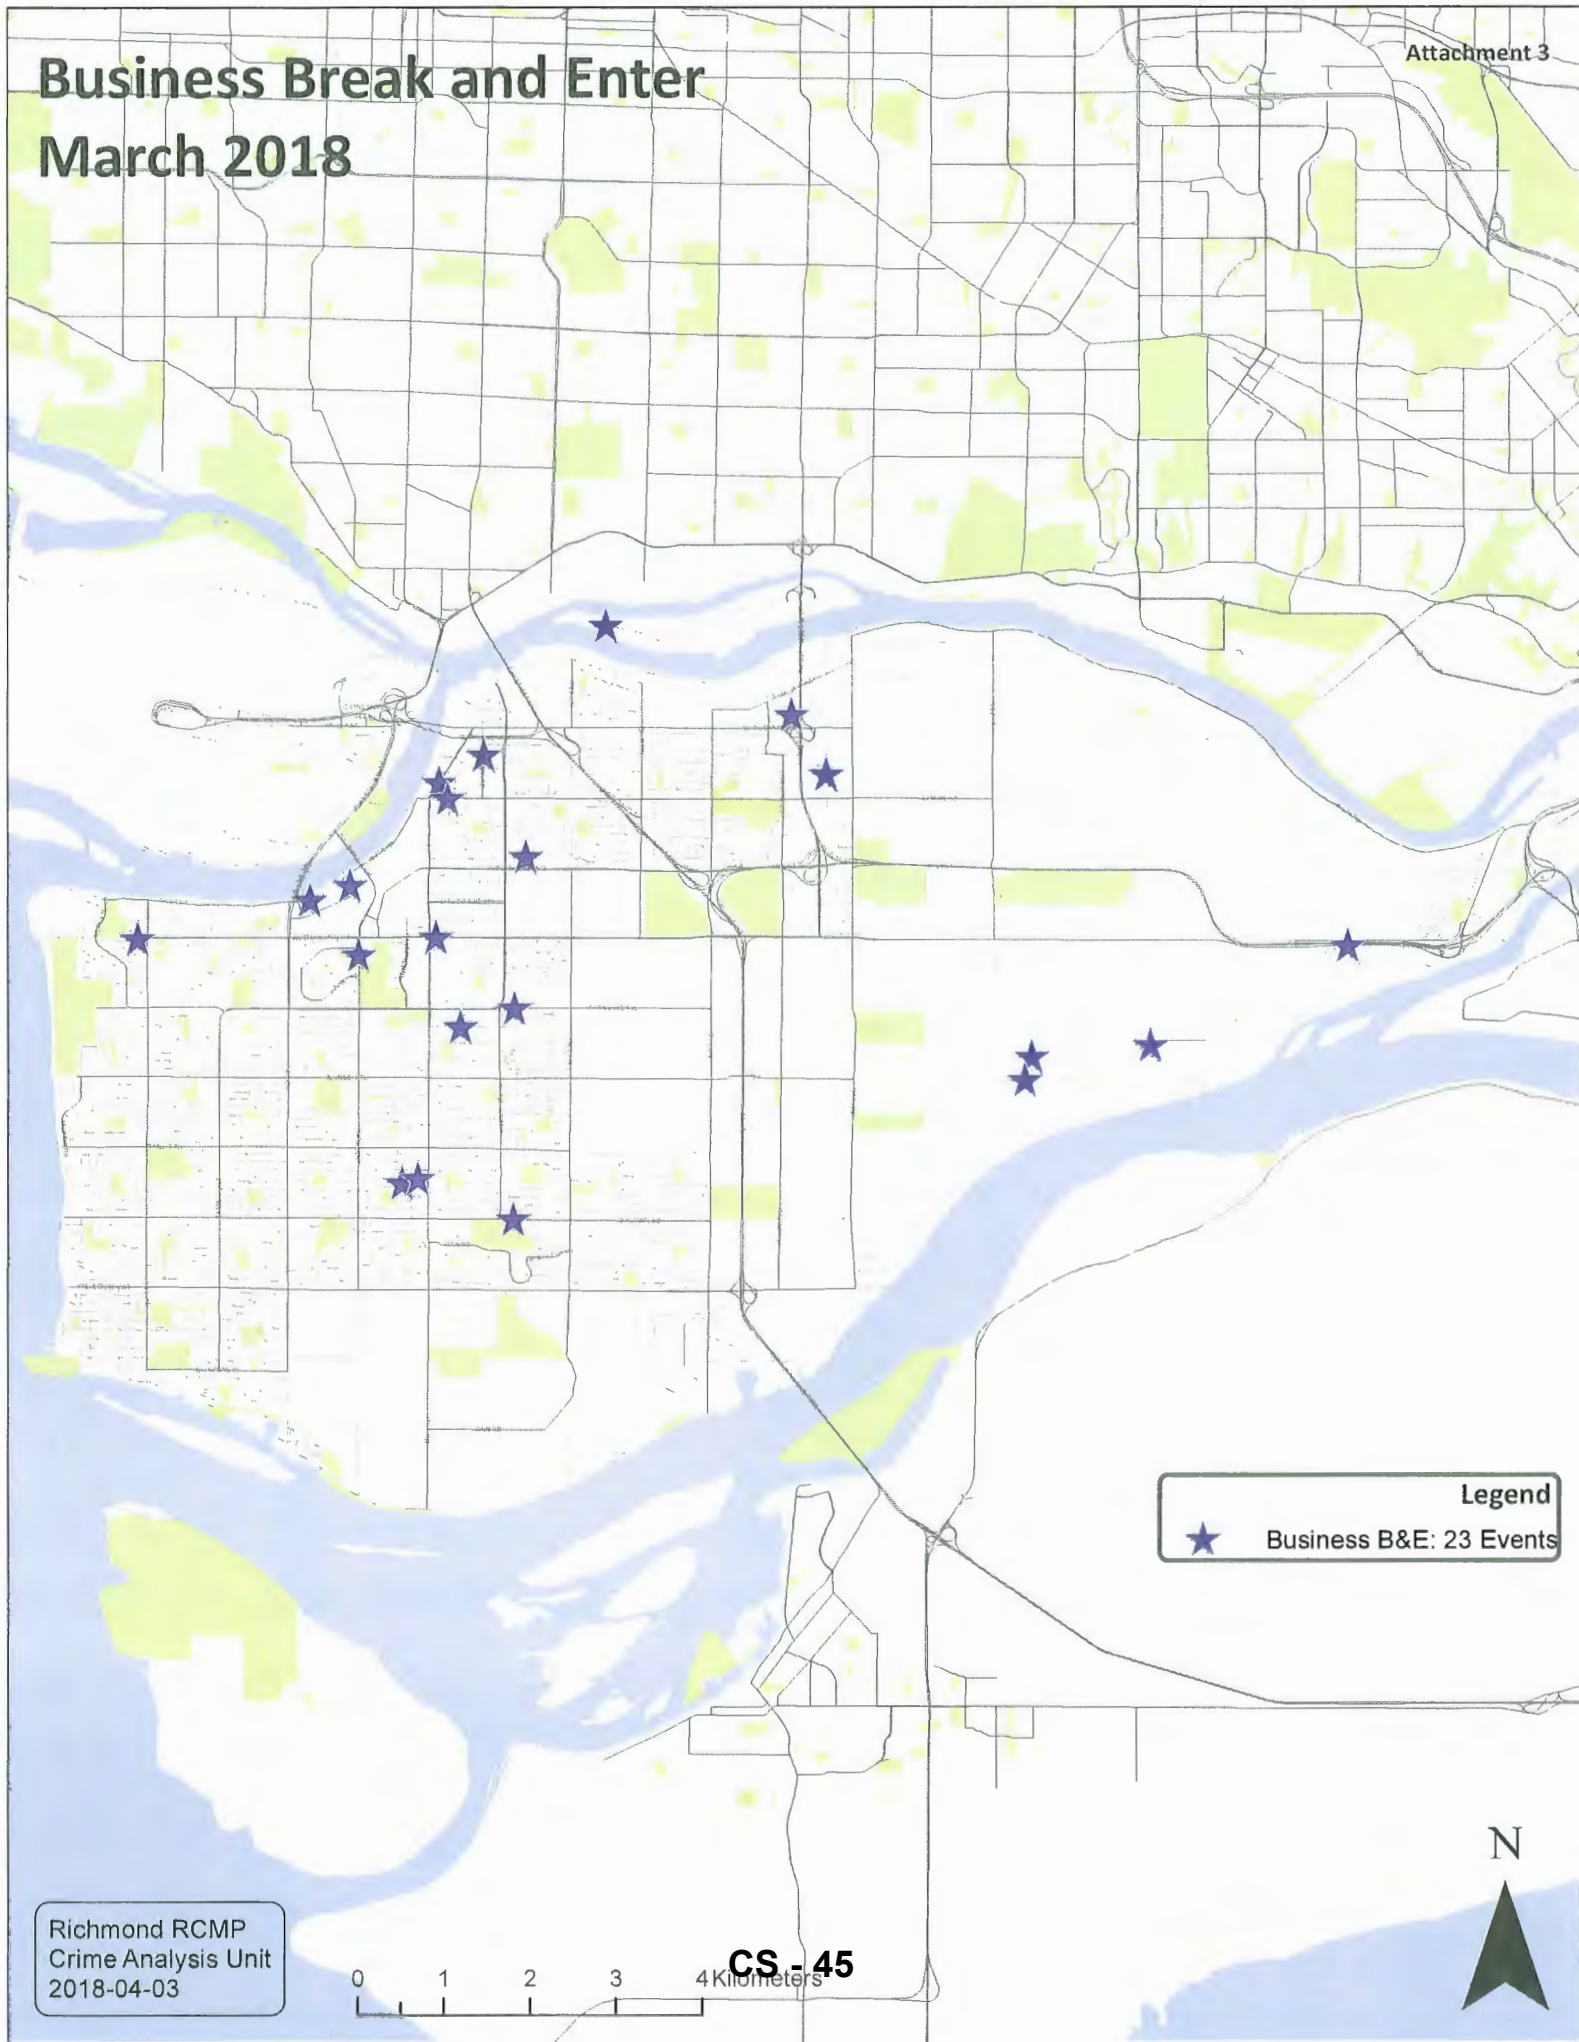 Attachment 3
Business Break and Enter
March 2018
Legend
Business B&E: 23 Events
N
Richmond RCMP
Crime Analysis Unit
2018-04-03
0 1 2 3 4 Kilometers
CS - 45